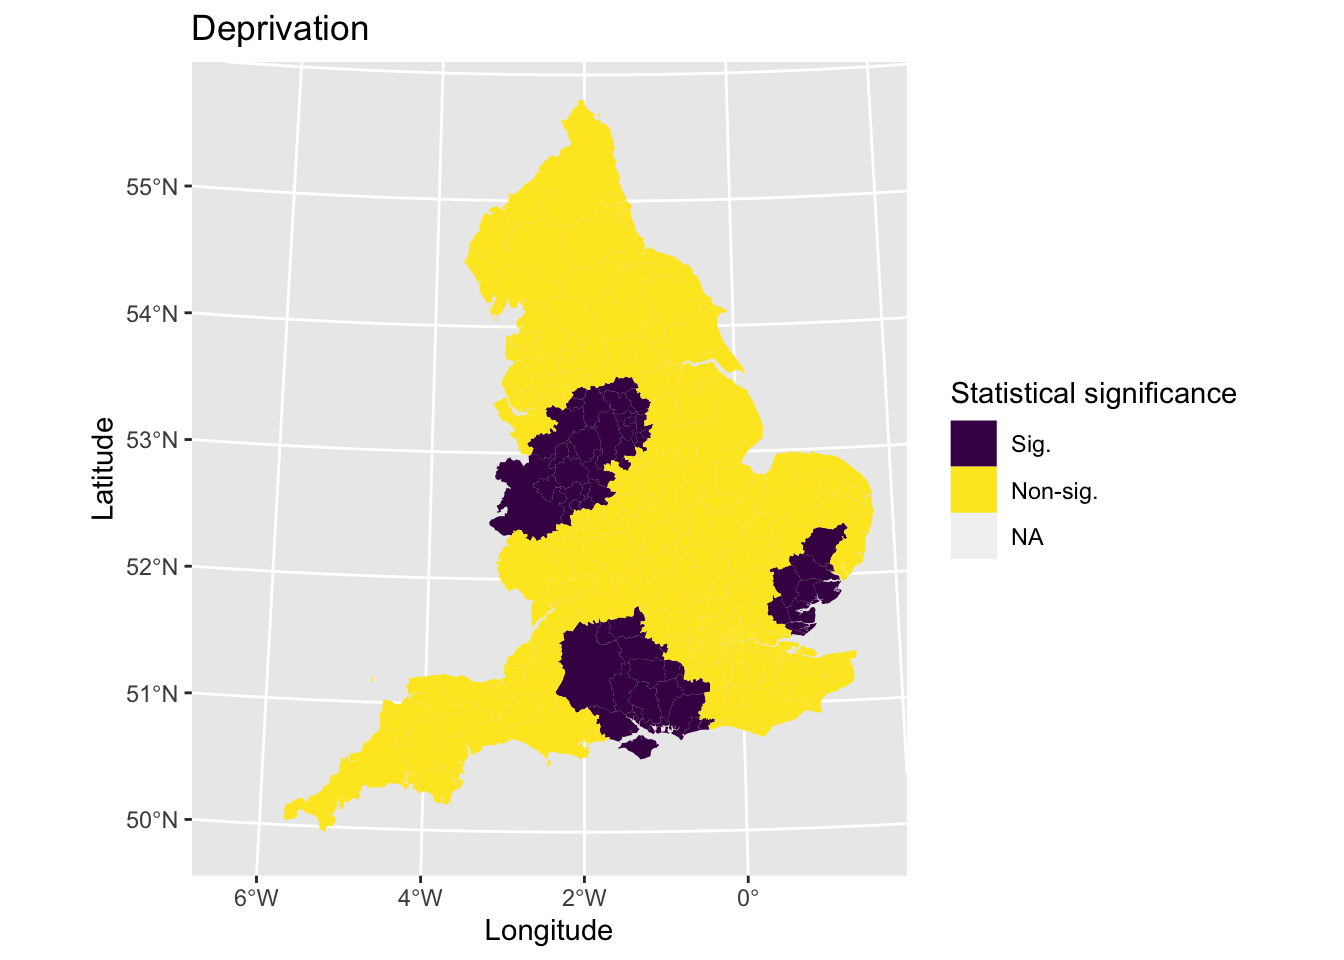 Deprivation
55°N
54°N
53°N
52°N
51°N
50°N
Latitude
6°W
4°W
2°W
0°
Longitude
Statistical significance
Sig.
Non-sig.
NA